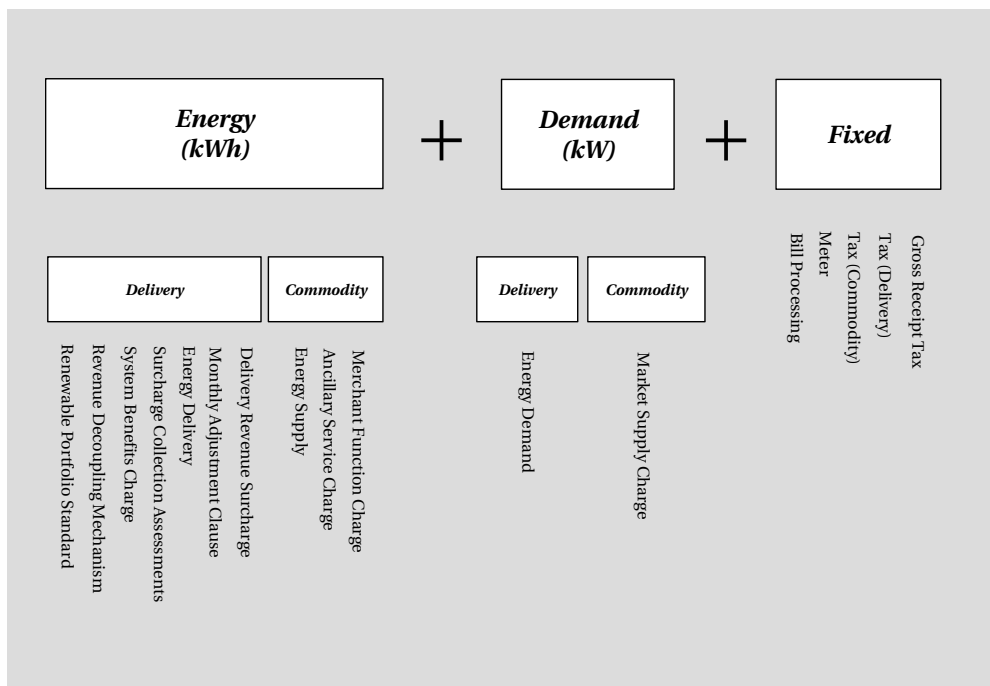 Energy
(kWh)
+
Demand
(kW)
+
Fixed
Delivery
Commodity
Delivery
Commodity
Renewable Portfolio Standard
Revenue Decoupling Mechanism
System Benefits Charge
Surcharge Collection Assessments
Energy Delivery
Monthly Adjustment Clause
Delivery Revenue Surcharge
Energy Supply
Ancillary Service Charge
Merchant Function Charge
Energy Demand
Market Supply Charge
Bill Processing
Meter
Tax (Commodity)
Tax (Delivery)
Gross Receipt Tax